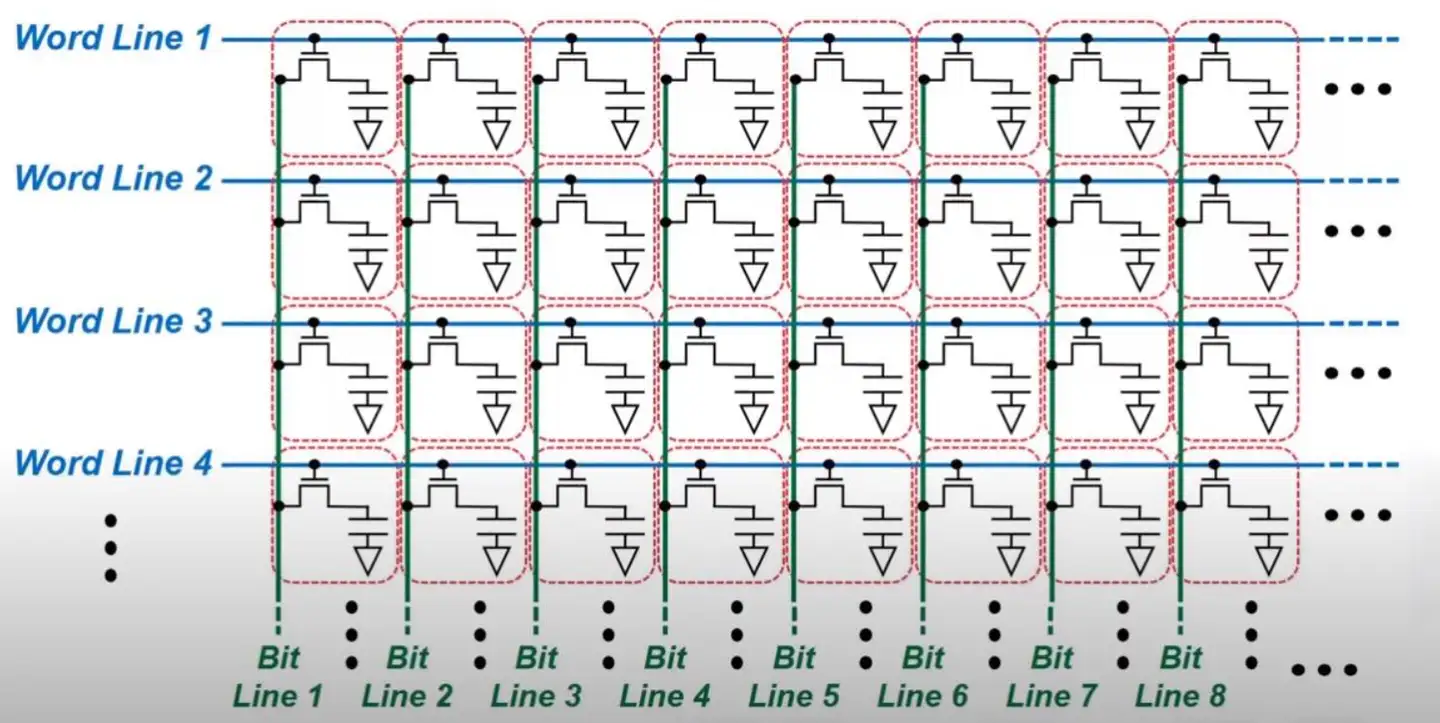 Word Line 1
Word Line 2
Word Line 3
Word Line 4
Bit Line 1
Bit Line 2
Bit Line 3
Bit Line 4
Bit Line 5
Bit Line 6
Bit Line 7
Bit Line 8